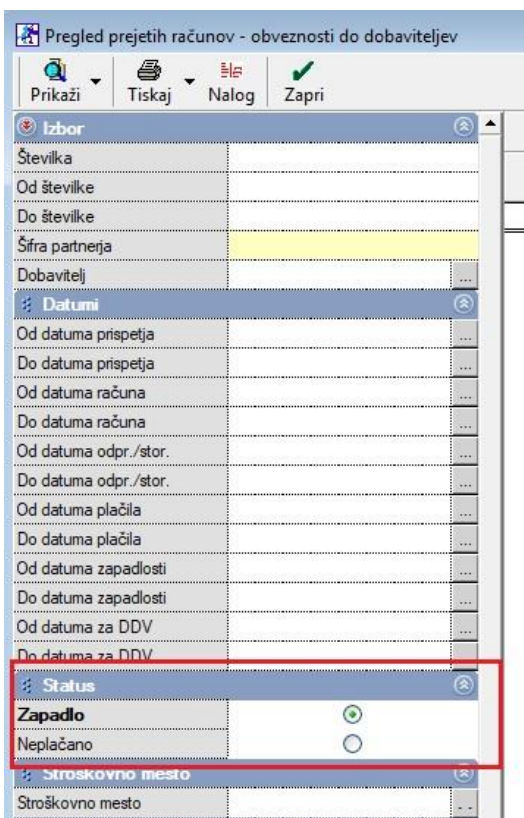 Pregled prejetih računov - obveznosti do dobaviteljev
Prikaži Tiskaj Nalog Zapri
Izbor
Številka
Od številke
Do številke
Šifra partnerja
Dobavitelj ...
Datumi
Od datuma prispetja ...
Do datuma prispetja ...
Od datuma računa ...
Do datuma računa ...
Od datuma odpr./stor. ...
Do datuma odpr./stor. ...
Od datuma plačila ...
Do datuma plačila ...
Od datuma zapadlosti ...
Do datuma zapadlosti ...
Od datuma za DDV ...
Do datuma za DDV ...
Status
Zapadlo
Neplačano
Stroškovno mesto
Stroškovno mesto ..